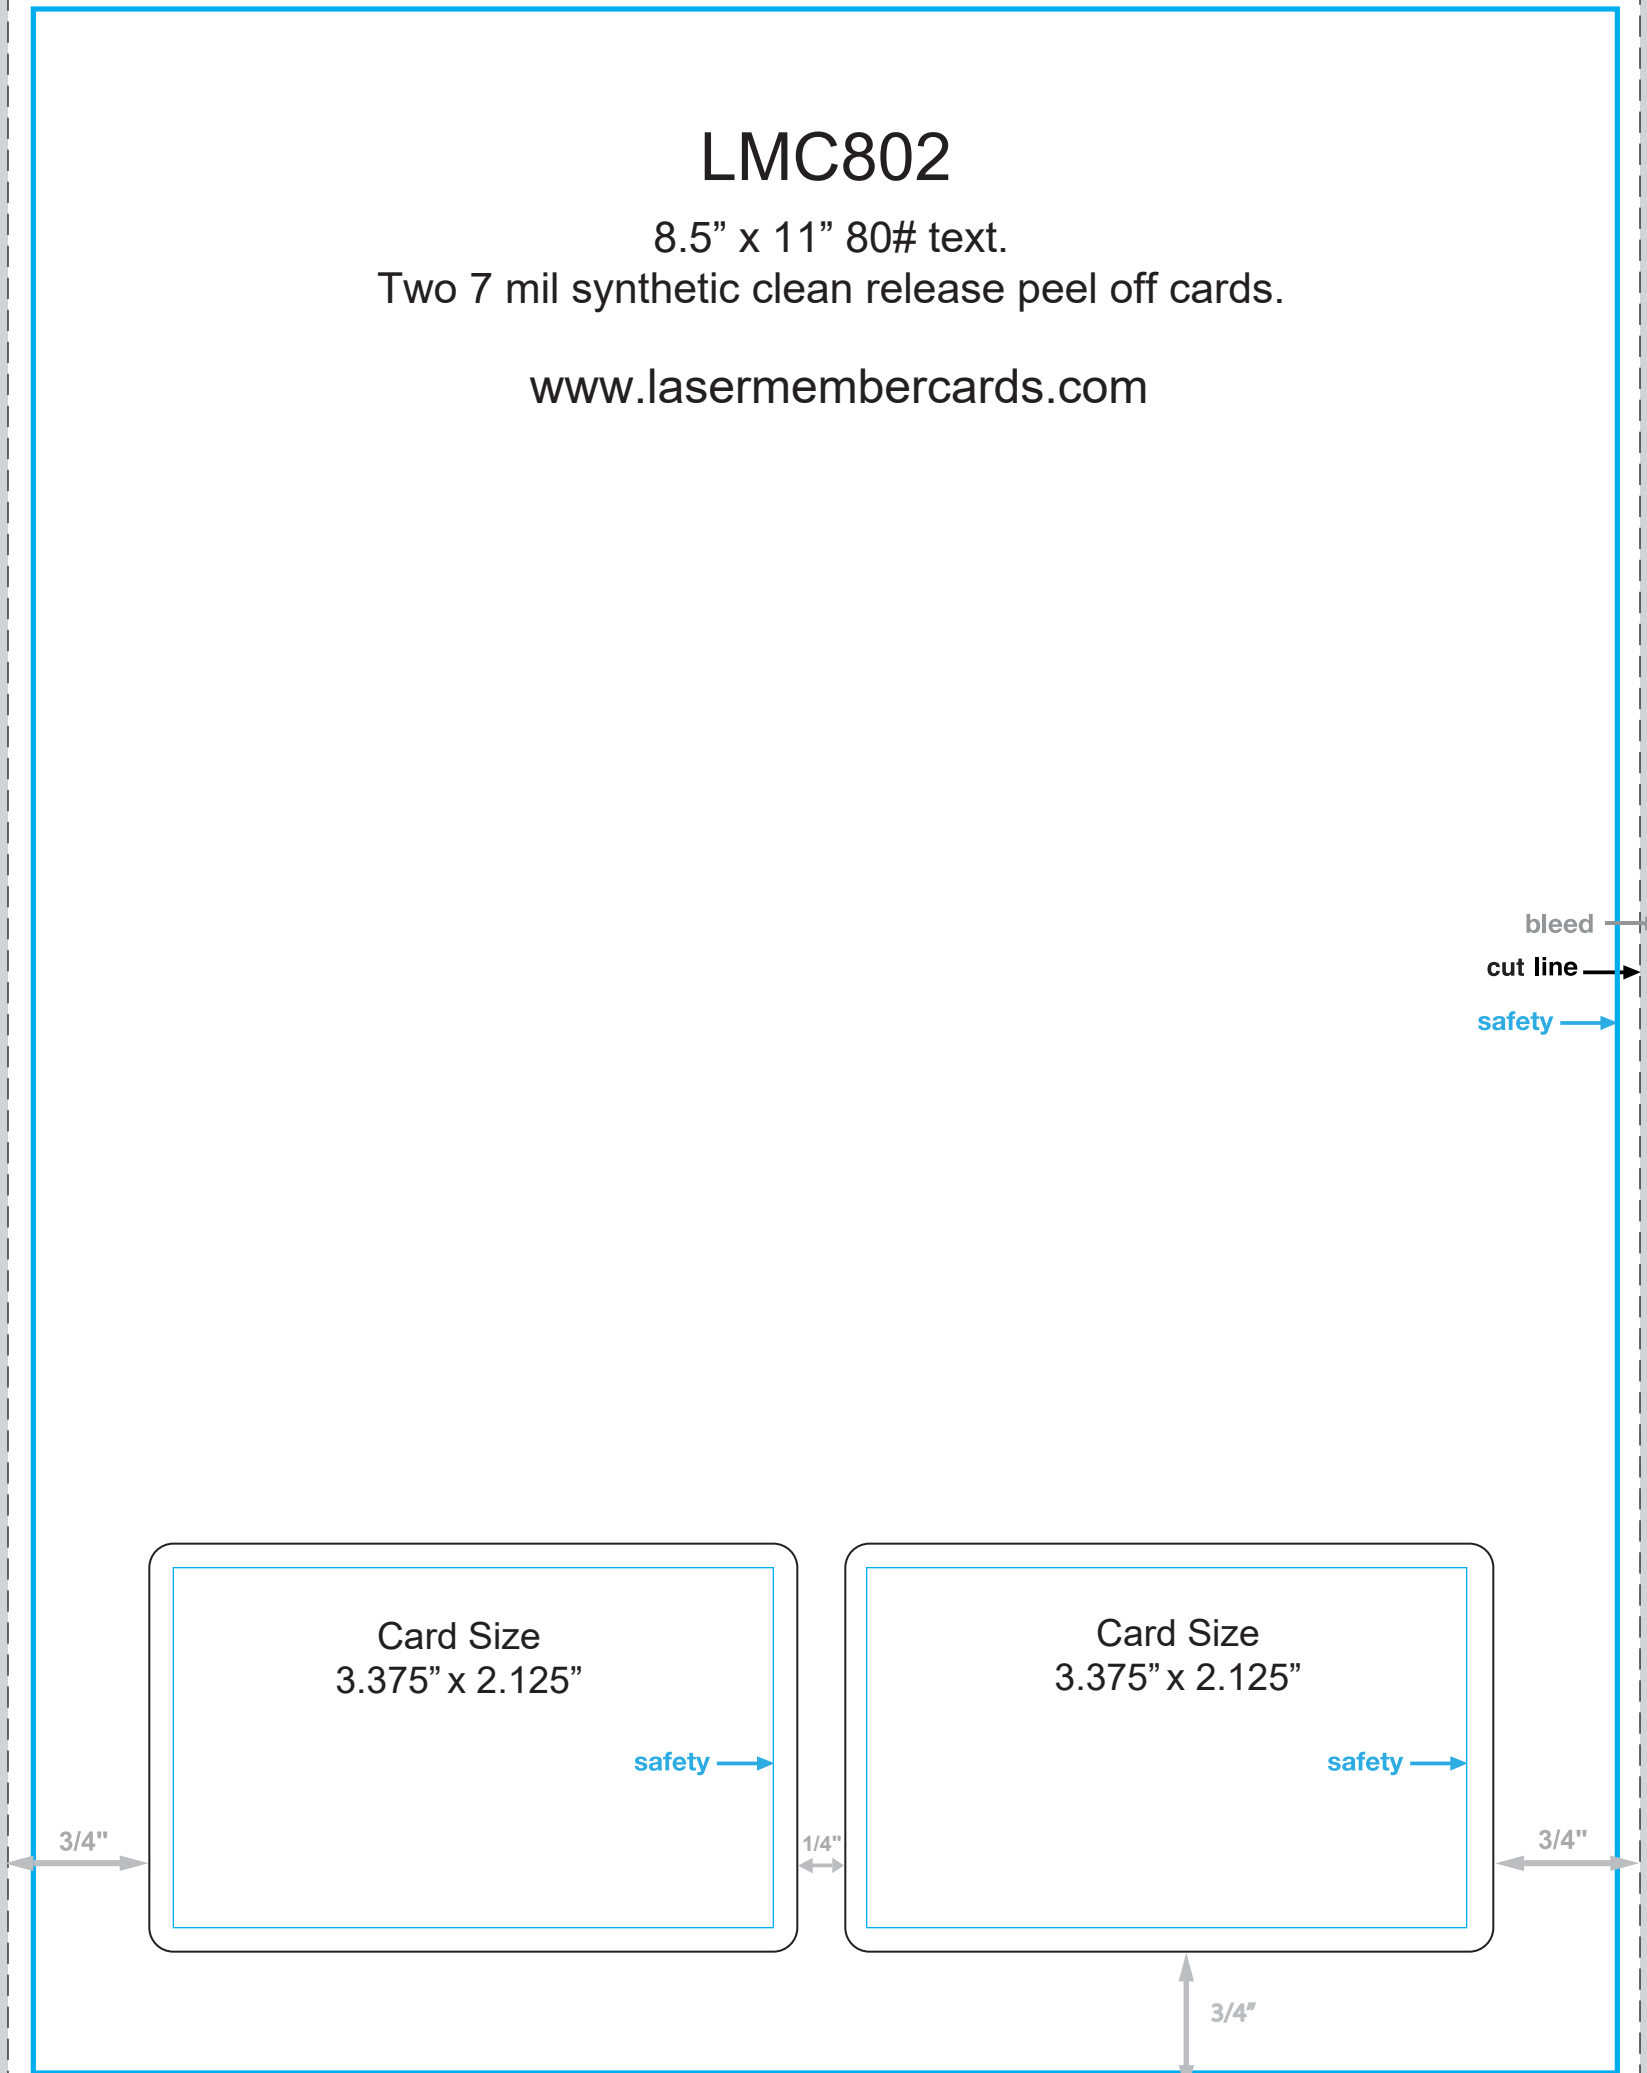 LMC802
8.5” x 11” 80# text.
Two 7 mil synthetic clean release peel off cards.
www.lasermembercards.com
bleed
cut line
safety
Card Size
3.375” x 2.125”
safety
Card Size
3.375” x 2.125”
safety
3/4"
1/4"
3/4"
3/4”